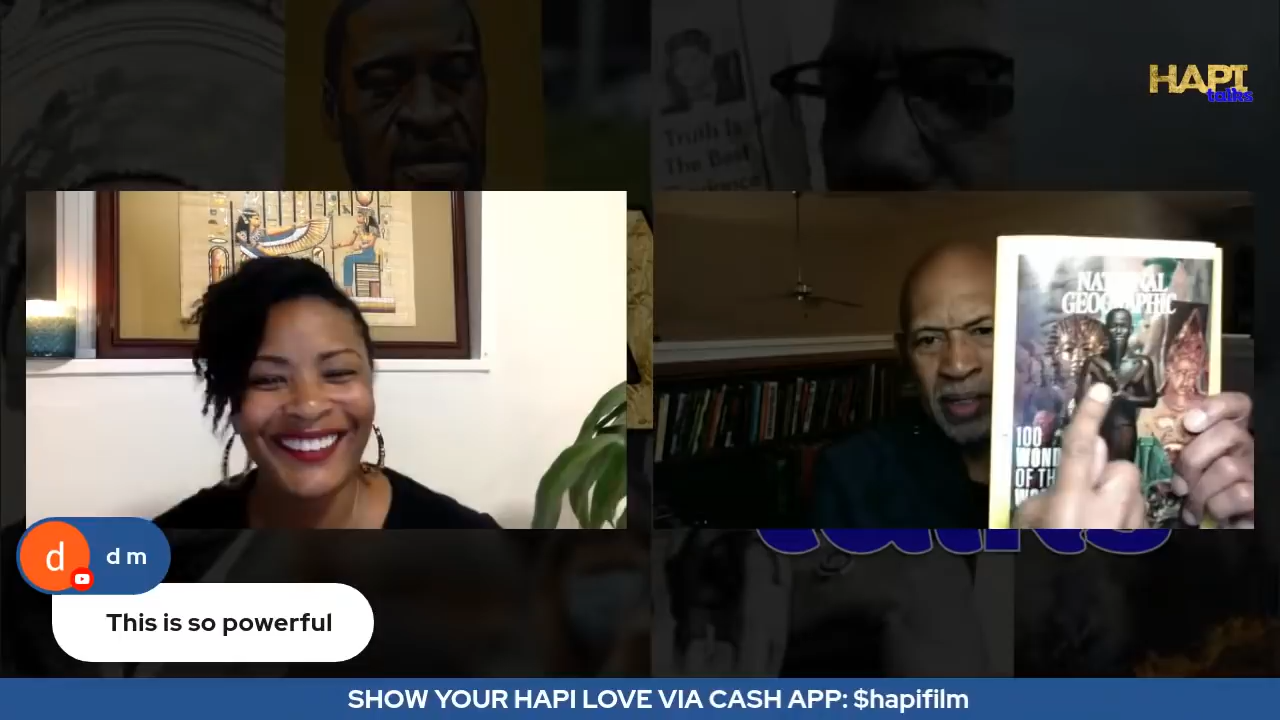 HAPI
talks
Truth Is
The Best
NATIONAL
GEOGRAPHIC
100
OF THE
d
d m
This is so powerful
talks
SHOW YOUR HAPI LOVE VIA CASH APP: $hapifilm